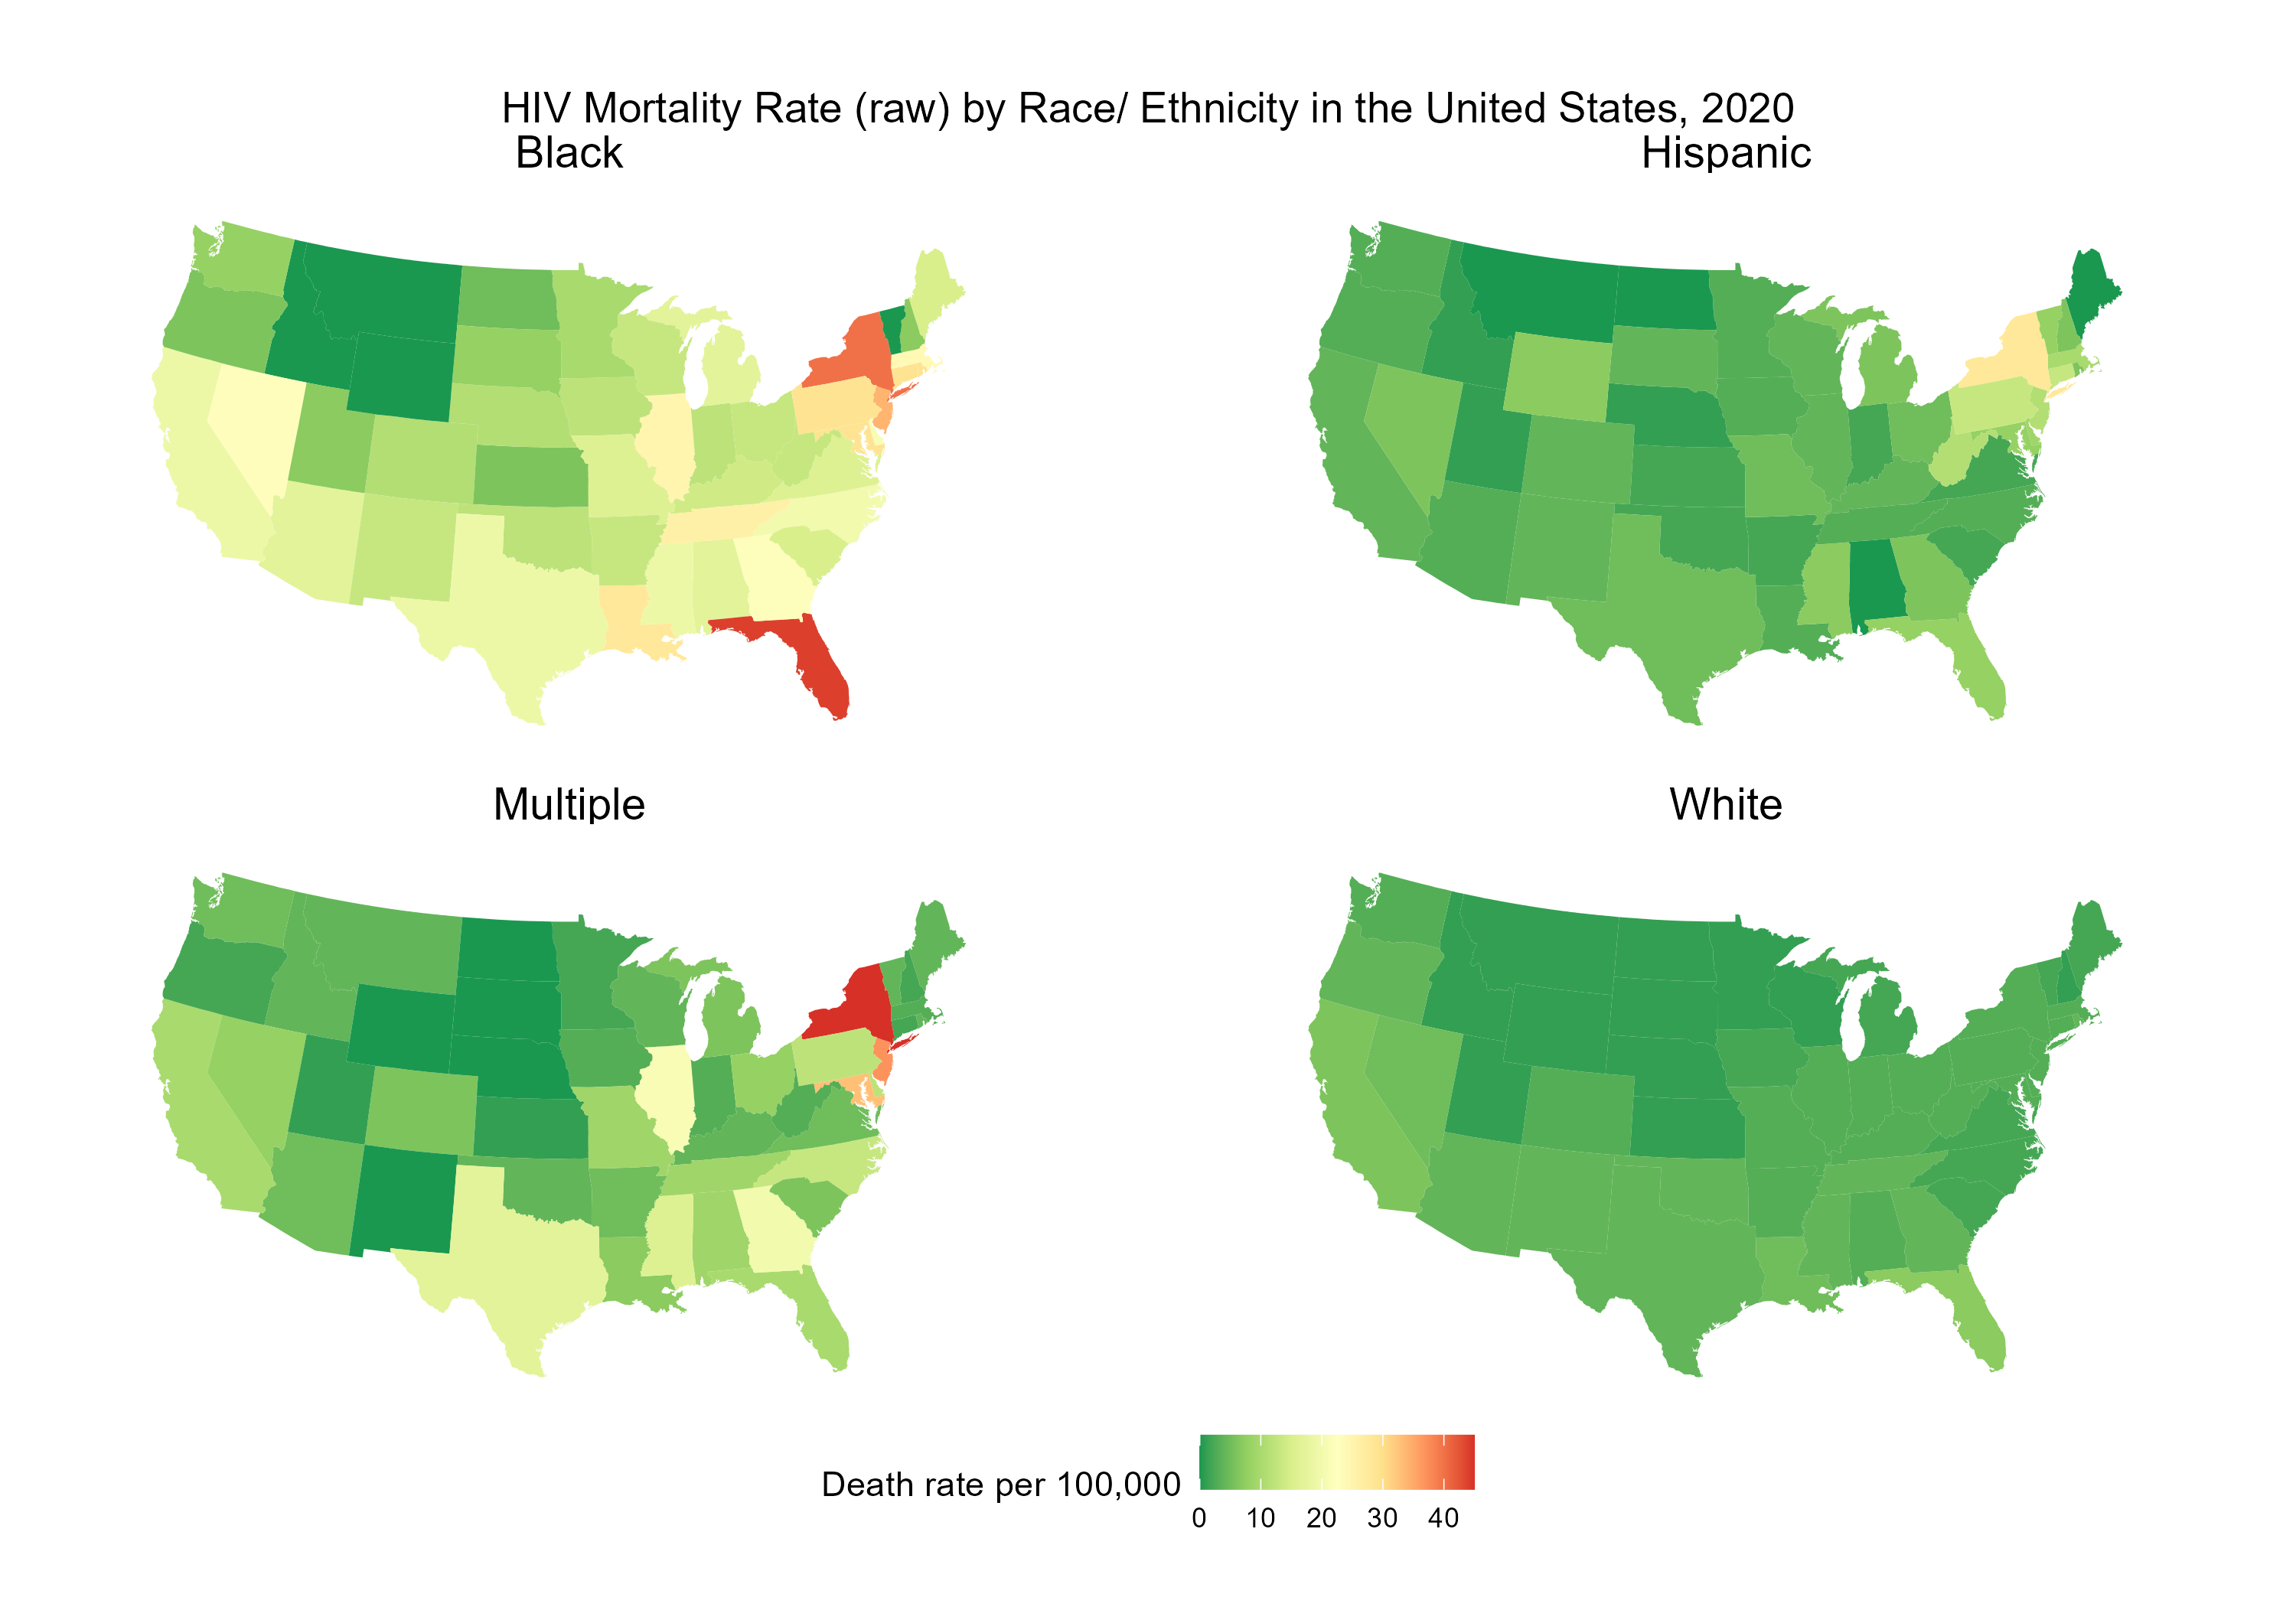 HIV Mortality Rate (raw) by Race/ Ethnicity in the United States, 2020
Black
Hispanic
Multiple
White
Death rate per 100,000
0 10 20 30 40